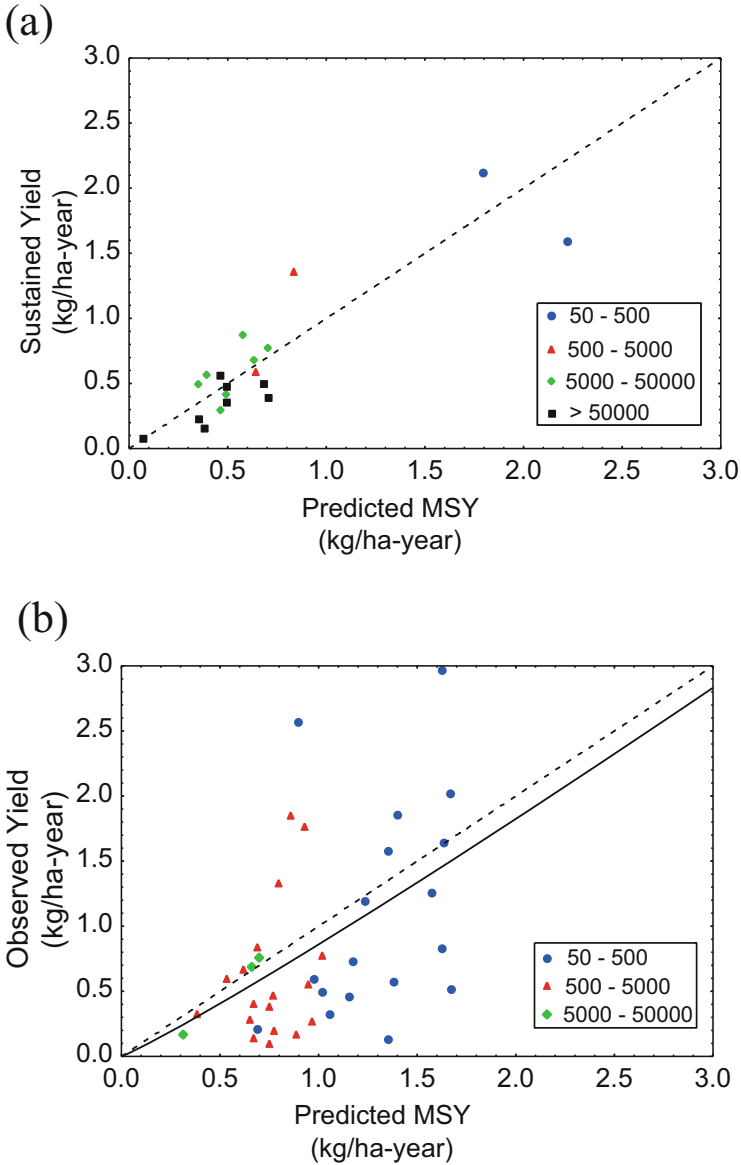 (a)
3.0
2.5
2.0
1.5
1.0
0.5
0.0
Sustained Yield
(kg/ha-year)
50 - 500
500 - 5000
5000 - 50000
> 50000
0.0 0.5 1.0 1.5 2.0 2.5 3.0
Predicted MSY
(kg/ha-year)
(b)
3.0
2.5
2.0
1.5
1.0
0.5
0.0
Observed Yield
(kg/ha-year)
50 - 500
500 - 5000
5000 - 50000
0.0 0.5 1.0 1.5 2.0 2.5 3.0
Predicted MSY
(kg/ha-year)